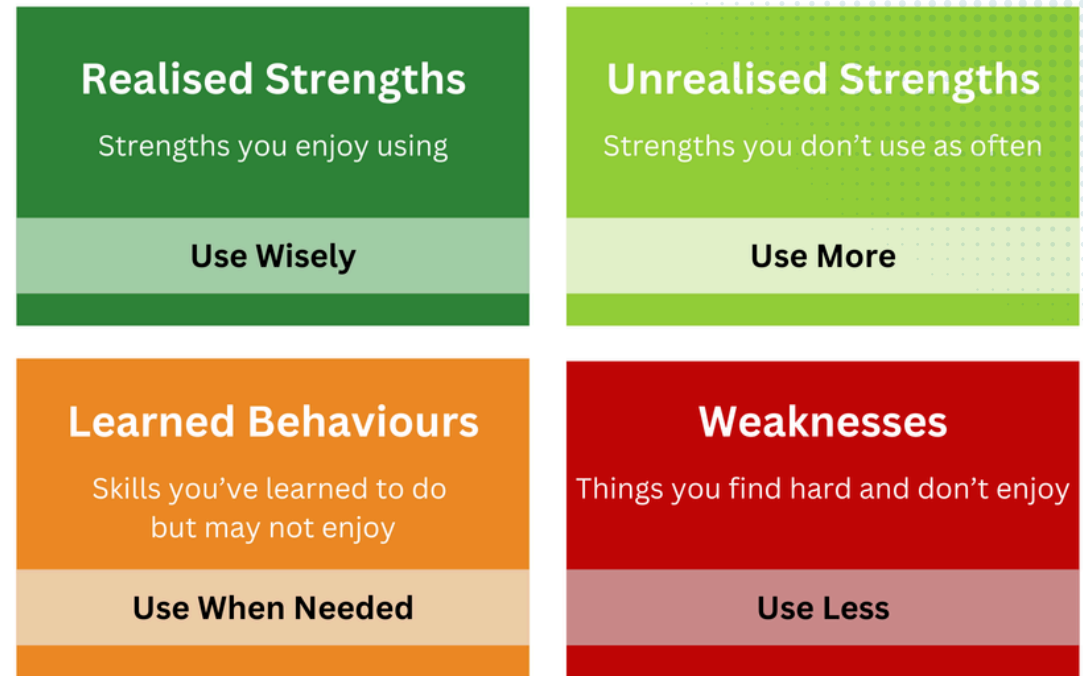 Realised Strengths
Strengths you enjoy using
Use Wisely
Unrealised Strengths
Strengths you don’t use as often
Use More
Learned Behaviours
Skills you’ve learned to do
but may not enjoy
Use When Needed
Weaknesses
Things you find hard and don’t enjoy
Use Less